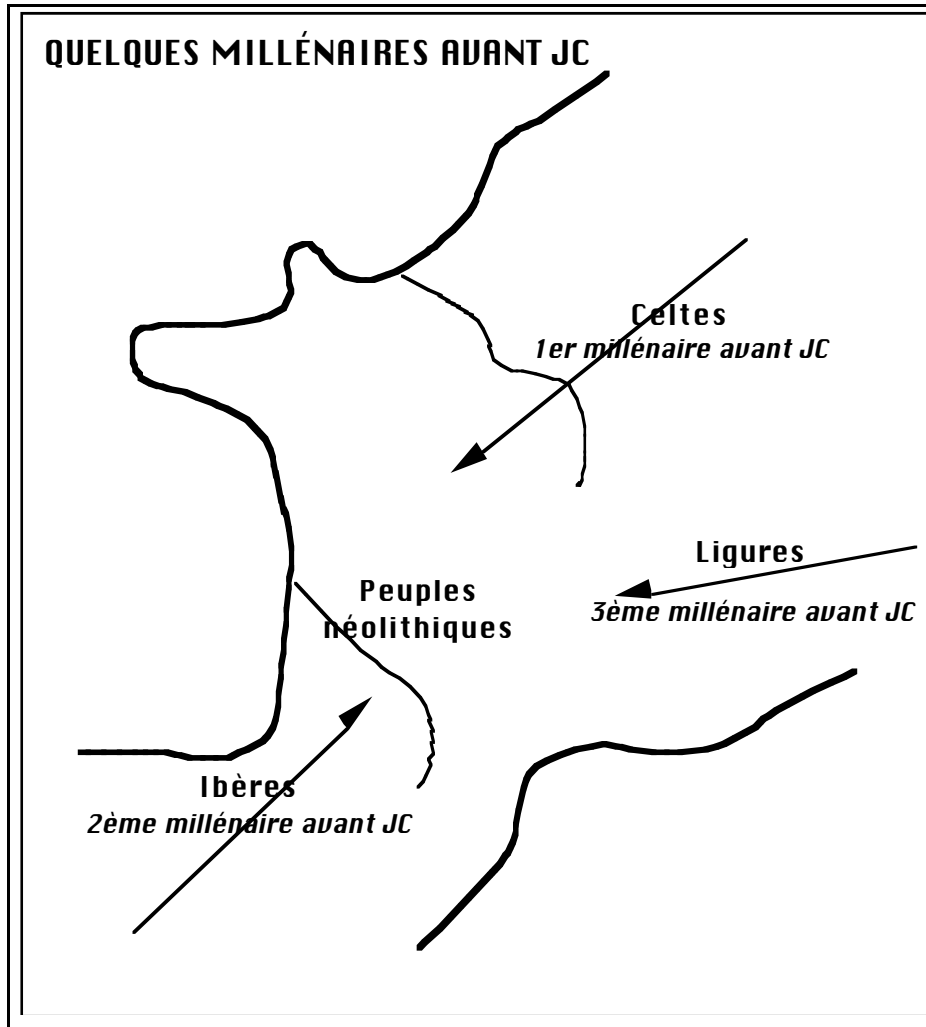 QUELQUES MILLÉNAIRES AVANT JC
Celtes
1er millénaire avant JC
Ligures
3ème millénaire avant JC
Peuples
néolithiques
Ibères
2ème millénaire avant JC